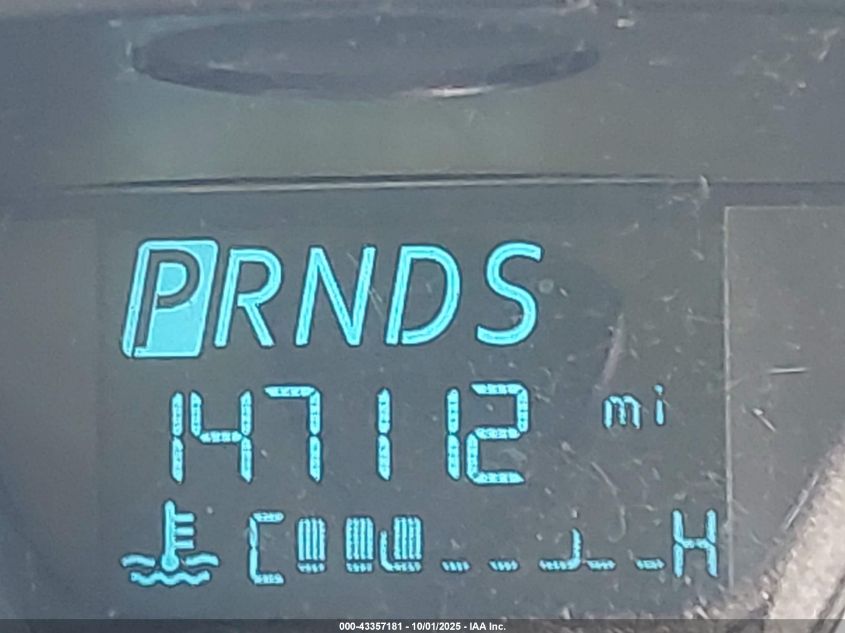 PRNDS
147112 mi
C H
000-43357181 - 10/01/2025 - IAA Inc.